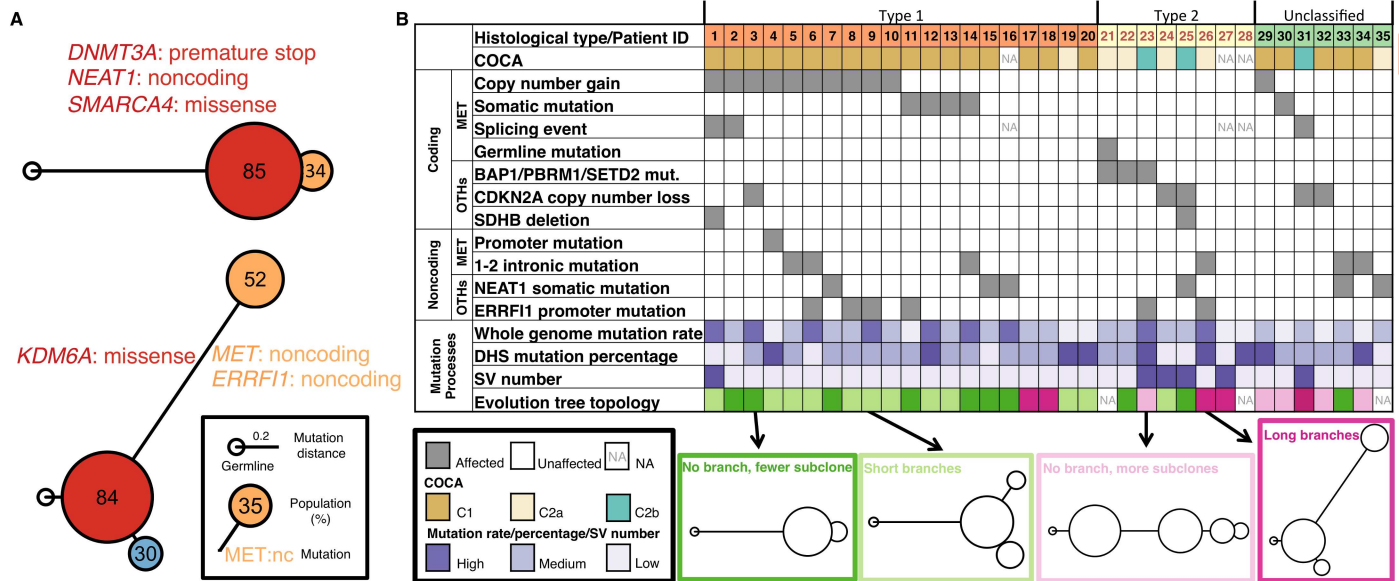 A
DNMT3A: premature stop
NEAT1: noncoding
SMARCA4: missense
85
34
52
KDM6A: missense
MET: noncoding
ERRFI1: noncoding
84
30
0.2
Germline
Mutation
distance
35
Population
(%)
MET:nc
Mutation
B
Type 1
Type 2
Unclassified
Histological type/Patient ID
1 2 3 4 5 6 7 8 9 10 11 12 13 14 15 16 17 18 19 20 21 22 23 24 25 26 27 28 29 30 31 32 33 34 35
COCA
NA NA NA
Coding
MET
Copy number gain
Somatic mutation
Splicing event
NA NA NA
Germline mutation
OTHs
BAP1/PBRM1/SETD2 mut.
CDKN2A copy number loss
SDHB deletion
Noncoding
MET
Promoter mutation
1-2 intronic mutation
OTHs
NEAT1 somatic mutation
ERRFI1 promoter mutation
Mutation
Processes
Whole genome mutation rate
DHS mutation percentage
SV number
Evolution tree topology
NA NA NA
Affected
Unaffected
NA NA
COCA
C1
C2a
C2b
Mutation rate/percentage/SV number
High
Medium
Low
No branch, fewer subclone
Short branches
No branch, more subclones
Long branches